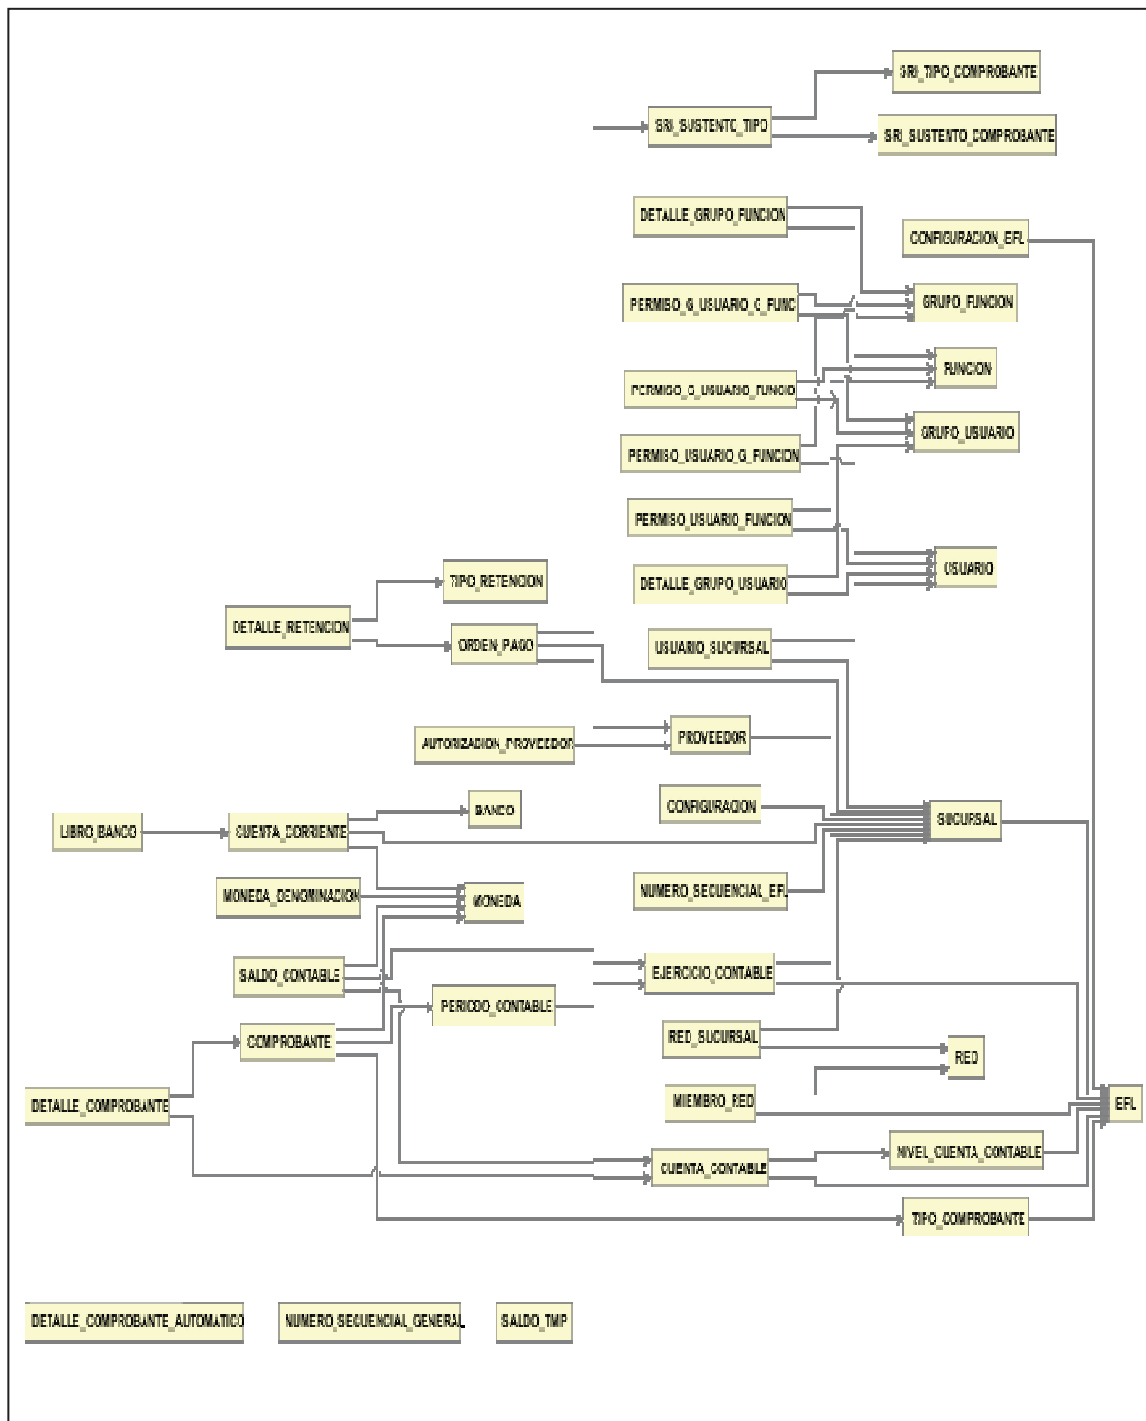 SRI_TIPO_COMPROBANTE
SRI_SUSTENTO_TIPO
SRI_SUSTENTO_COMPROBANTE
DETALLE_GRUPO_FUNCION
CONFIGURACION_EFL
PERMISO_G_USUARIO_G_FUNC
GRUPO_FUNCION
FUNCION
PERMISO_G_USUARIO_FUNCIO
GRUPO_USUARIO
PERMISO_USUARIO_G_FUNCION
PERMISO_USUARIO_FUNCION
USUARIO
TIPO_RETENCION
DETALLE_GRUPO_USUARIO
DETALLE_RETENCION
ORDEN_PAGO
USUARIO_SUCURSAL
AUTORIZACION_PROVEEDOR
PROVEEDOR
BANCO
CONFIGURACION
LIBRO_BANCO
CUENTA_CORRIENTE
SUCURSAL
MONEDA_DENOMINACION
MONEDA
NUMERO_SECUENCIAL_EFL
SALDO_CONTABLE
EJERCICIO_CONTABLE
PERIODO_CONTABLE
COMPROBANTE
RED_SUCURSAL
RED
DETALLE_COMPROBANTE
MIEMBRO_RED
EFL
CUENTA_CONTABLE
NIVEL_CUENTA_CONTABLE
TIPO_COMPROBANTE
DETALLE_COMPROBANTE_AUTOMATICO
NUMERO_SECUENCIAL_GENERAL
SALDO_TMP